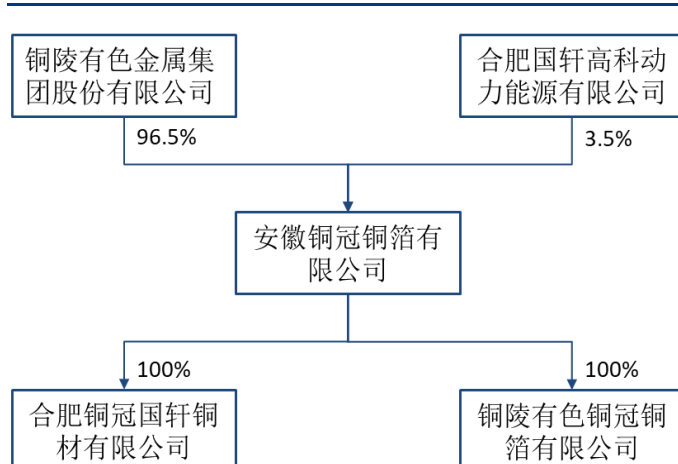 铜陵有色金属集
团股份有限公司
合肥国轩高科动
力能源有限公司
96.5%
3.5%
安徽铜冠铜箔有
限公司
100%
100%
合肥铜冠国轩铜
材有限公司
铜陵有色铜冠铜
箔有限公司